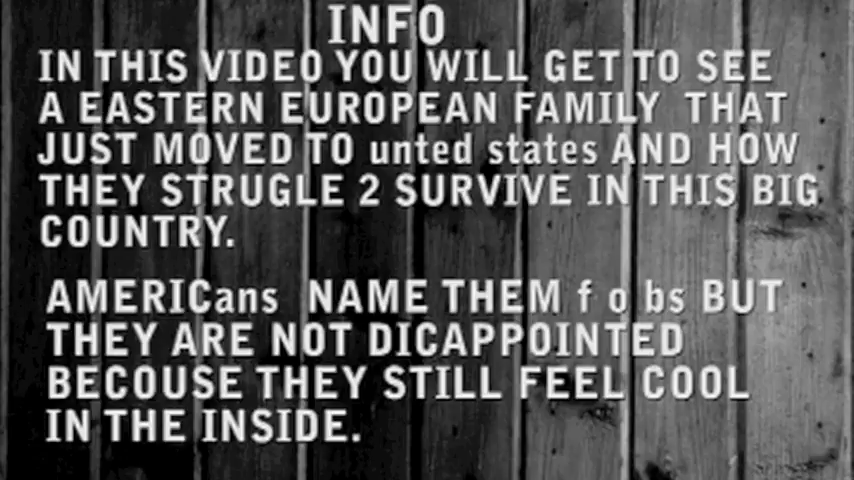 INFO
IN THIS VIDEO YOU WILL GET TO SEE
A EASTERN EUROPEAN FAMILY THAT
JUST MOVED TO unted states AND HOW
THEY STRUGLE 2 SURVIVE IN THIS BIG
COUNTRY.
AMERICans NAME THEM f o bs BUT
THEY ARE NOT DICAPPOINTED
BECOUSE THEY STILL FEEL COOL
IN THE INSIDE.